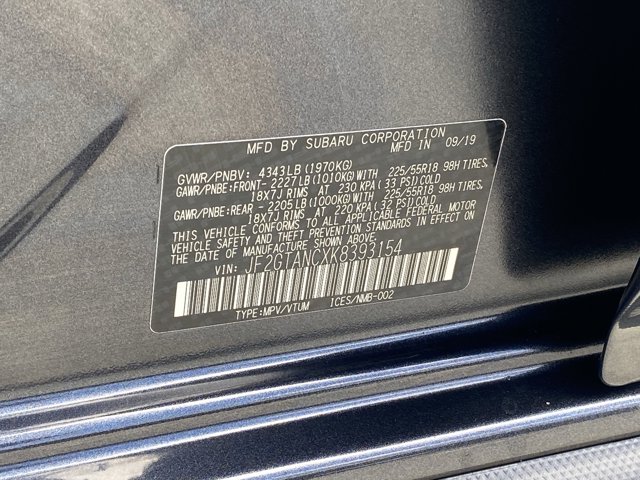 MFD BY SUBARU CORPORATION
MFD IN 09/19
GVWR/PNBV: 4343LB (1970KG)
GAWR/PNBE:FRONT-2227LB (1010KG) WITH 225/55R18 98H TIRES,
18X7J RIMS AT 230 KPA (33 PSI) COLD
GAWR/PNBE:REAR -2205LB (1000KG) WITH 225/55R18 98H TIRES,
18X7J RIMS AT 220 KPA (32 PSI) COLD
THIS VEHICLE CONFORMS TO ALL APPLICABLE FEDERAL MOTOR
VEHICLE SAFETY AND THEFT PREVENTION STANDARDS IN EFFECT ON
THE DATE OF MANUFACTURE SHOWN ABOVE.
VIN: JF2GTANCXK8393154
TYPE:MPV/VTUM ICES/NMB-002